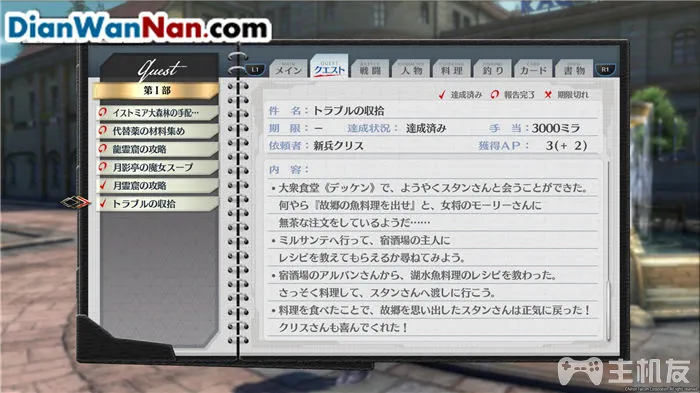 DianWanNan.com
Quest
第Ⅰ部
イストミア大森林の手配…
代替薬の材料集め
龍霊窟の攻略
月影亭の魔女スープ
月霊窟の攻略
トラブルの収拾
L1
メイン
QUEST
クエスト
戦闘
人物
料理
釣り
カード
書物
R1
達成済み 報告完了 期限切れ
件名：トラブルの収拾
期限：－ 達成状況：達成済み 手当：3000ミラ
依頼者：新兵クリス 獲得AP：3(+2)
内容：
•大衆食堂《デッケン》で、ようやくスタンさんと会うことができた。
何やら『故郷の魚料理を出せ』と、女将のモーリーさんに
無茶な注文をしているようだ……
•ミルサンテへ行って、宿酒場の主人に
レシピを教えてもらえるか尋ねてみよう。
•宿酒場のアルバンさんから、湖水魚料理のレシピを教わった。
さっそく料理して、スタンさんへ渡しに行こう。
•料理を食べたことで、故郷を思い出したスタンさんは正気に戻った！
クリスさんも喜んでくれた！
主机友